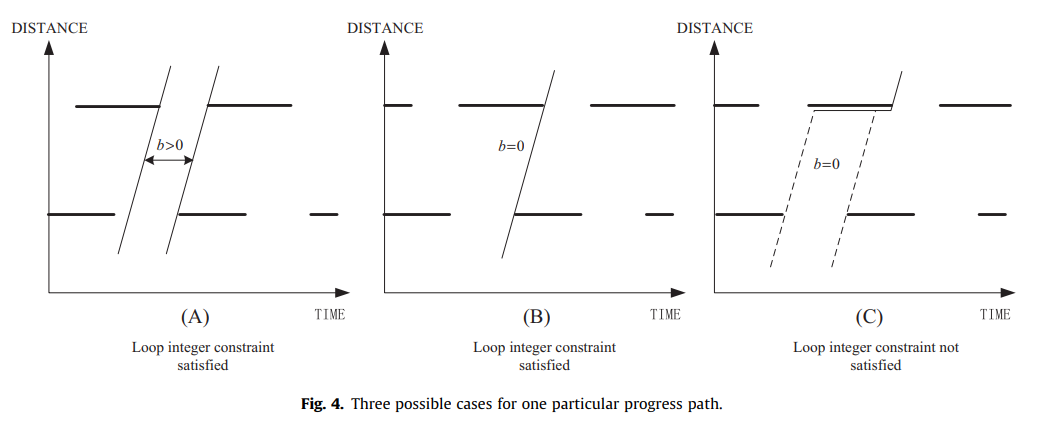 DISTANCE
DISTANCE
DISTANCE
b>0
b=0
b=0
(A)
TIME
(B)
TIME
(C)
TIME
Loop integer constraint
satisfied
Loop integer constraint
satisfied
Loop integer constraint not
satisfied
Fig. 4. Three possible cases for one particular progress path.